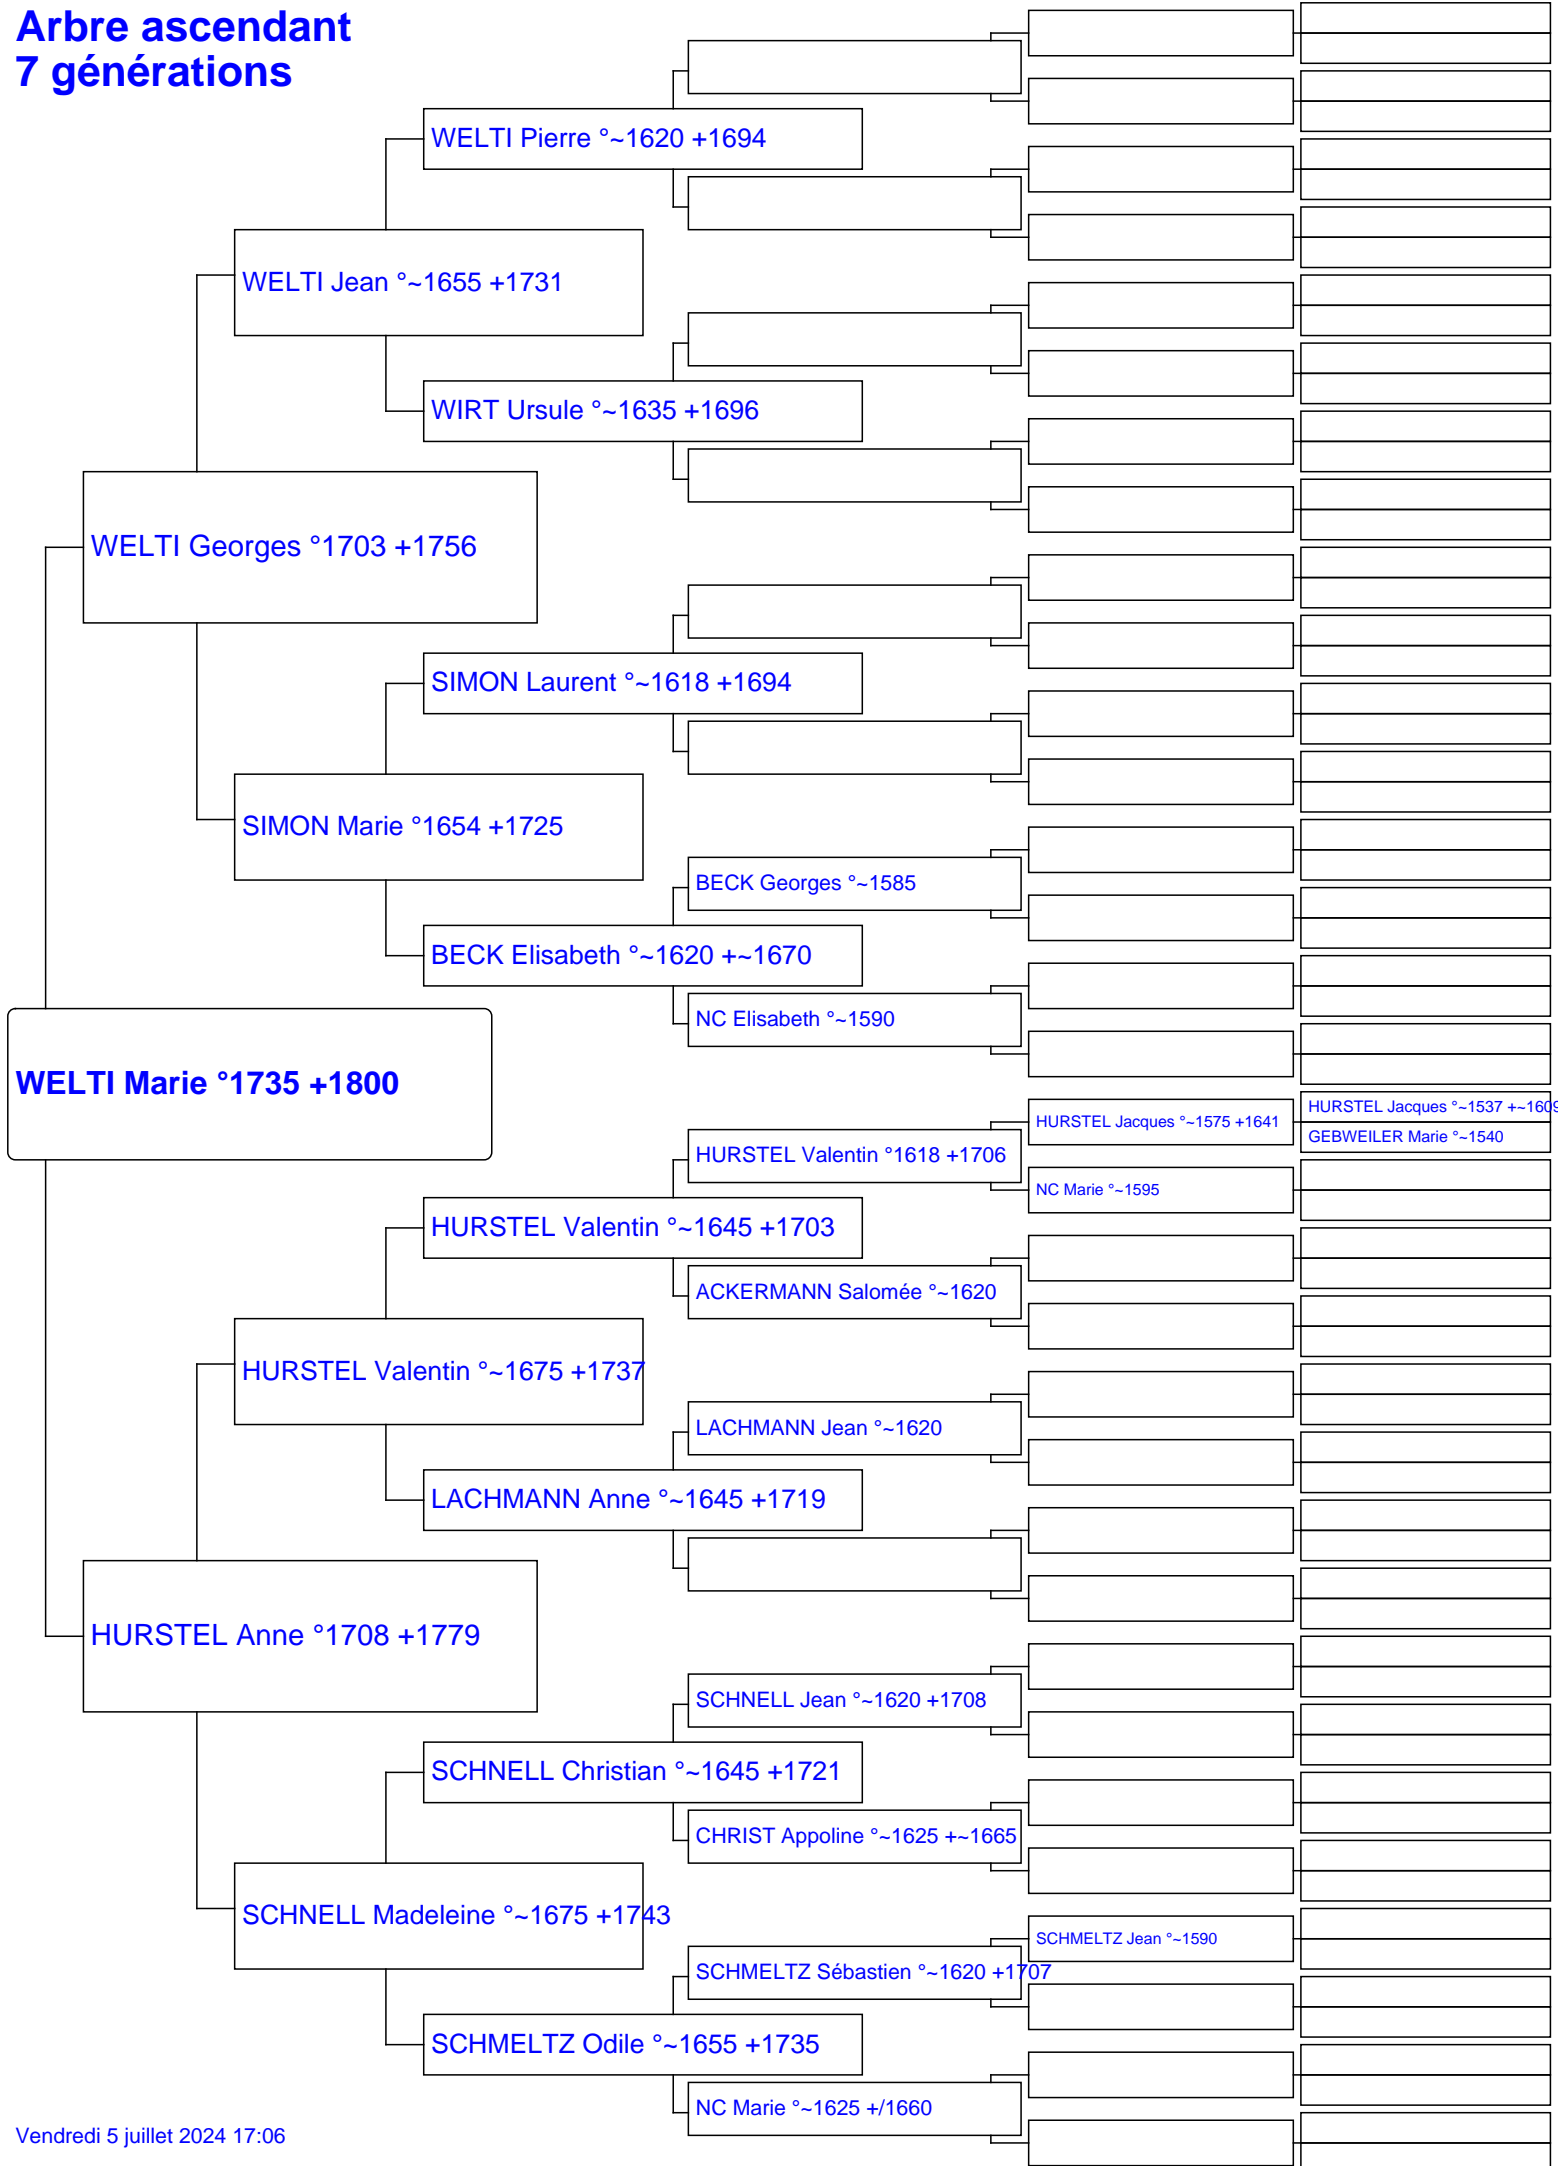 Arbre ascendant
7 générations
WELTI Pierre °~1620 +1694
WELTI Jean °~1655 +1731
WIRT Ursule °~1635 +1696
WELTI Georges °1703 +1756
SIMON Laurent °~1618 +1694
SIMON Marie °1654 +1725
BECK Georges °~1585
BECK Elisabeth °~1620 +~1670
NC Elisabeth °~1590
WELTI Marie °1735 +1800
HURSTEL Jacques °~1537 +~1609
HURSTEL Jacques °~1575 +1641
GEBWEILER Marie °~1540
HURSTEL Valentin °1618 +1706
NC Marie °~1595
HURSTEL Valentin °~1645 +1703
ACKERMANN Salomée °~1620
HURSTEL Valentin °~1675 +1737
LACHMANN Jean °~1620
LACHMANN Anne °~1645 +1719
HURSTEL Anne °1708 +1779
SCHNELL Jean °~1620 +1708
SCHNELL Christian °~1645 +1721
CHRIST Appoline °~1625 +~1665
SCHNELL Madeleine °~1675 +1743
SCHMELTZ Jean °~1590
SCHMELTZ Sébastien °~1620 +1707
SCHMELTZ Odile °~1655 +1735
NC Marie °~1625 +/1660
Vendredi 5 juillet 2024 17:06